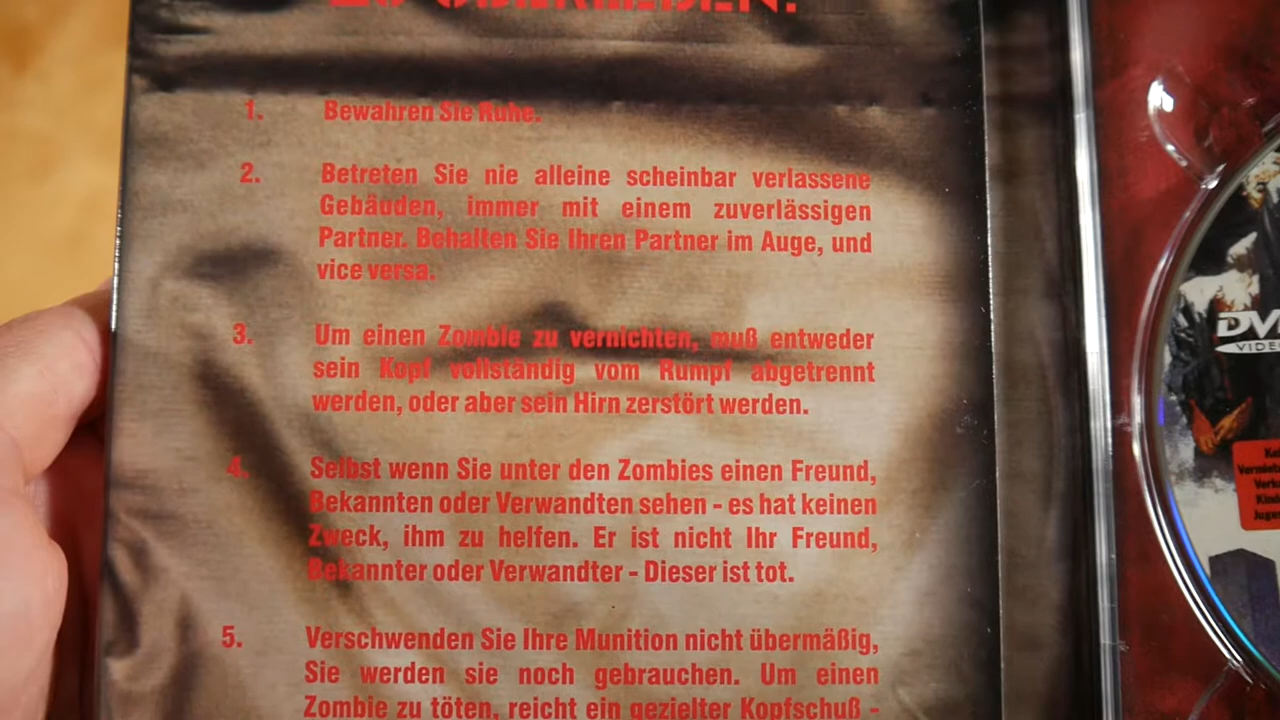 1. Bewahren Sie Ruhe.
2. Betreten Sie nie alleine scheinbar verlassene
Gebäuden, immer mit einem zuverlässigen
Partner. Behalten Sie Ihren Partner im Auge, und
vice versa.
3. Um einen Zombie zu vernichten, muß entweder
sein Kopf vollständig vom Rumpf abgetrennt
werden, oder aber sein Hirn zerstört werden.
4. Selbst wenn Sie unter den Zombies einen Freund,
Bekannten oder Verwandten sehen - es hat keinen
Zweck, ihm zu helfen. Er ist nicht Ihr Freund,
Bekannter oder Verwandter - Dieser ist tot.
5. Verschwenden Sie Ihre Munition nicht übermäßig,
Sie werden sie noch gebrauchen. Um einen
Zombie zu töten, reicht ein gezielter Kopfschuß -